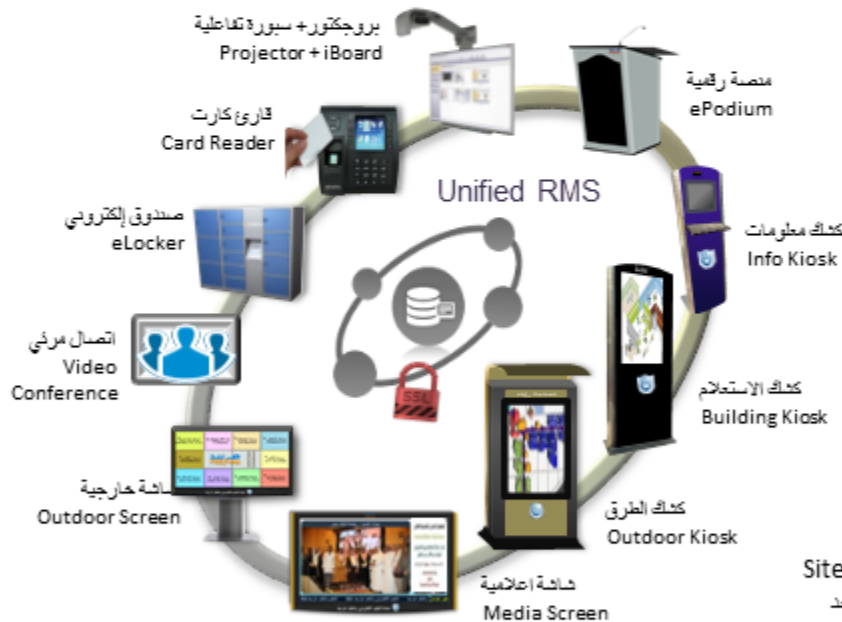 بروجكتور+ سبورة تفاعلية
Projector + iBoard
منصة رقمية
ePodium
قارئ كارت
Card Reader
Unified RMS
صندوق إلكتروني
eLocker
كشك معلومات
Info Kiosk
اتصال مرئي
Video
Conference
SSL
كشك الاستعلام
Building Kiosk
شاشة خارجية
Outdoor Screen
كشك الطرق
Outdoor Kiosk
شاشة اعلامية
Media Screen
Site